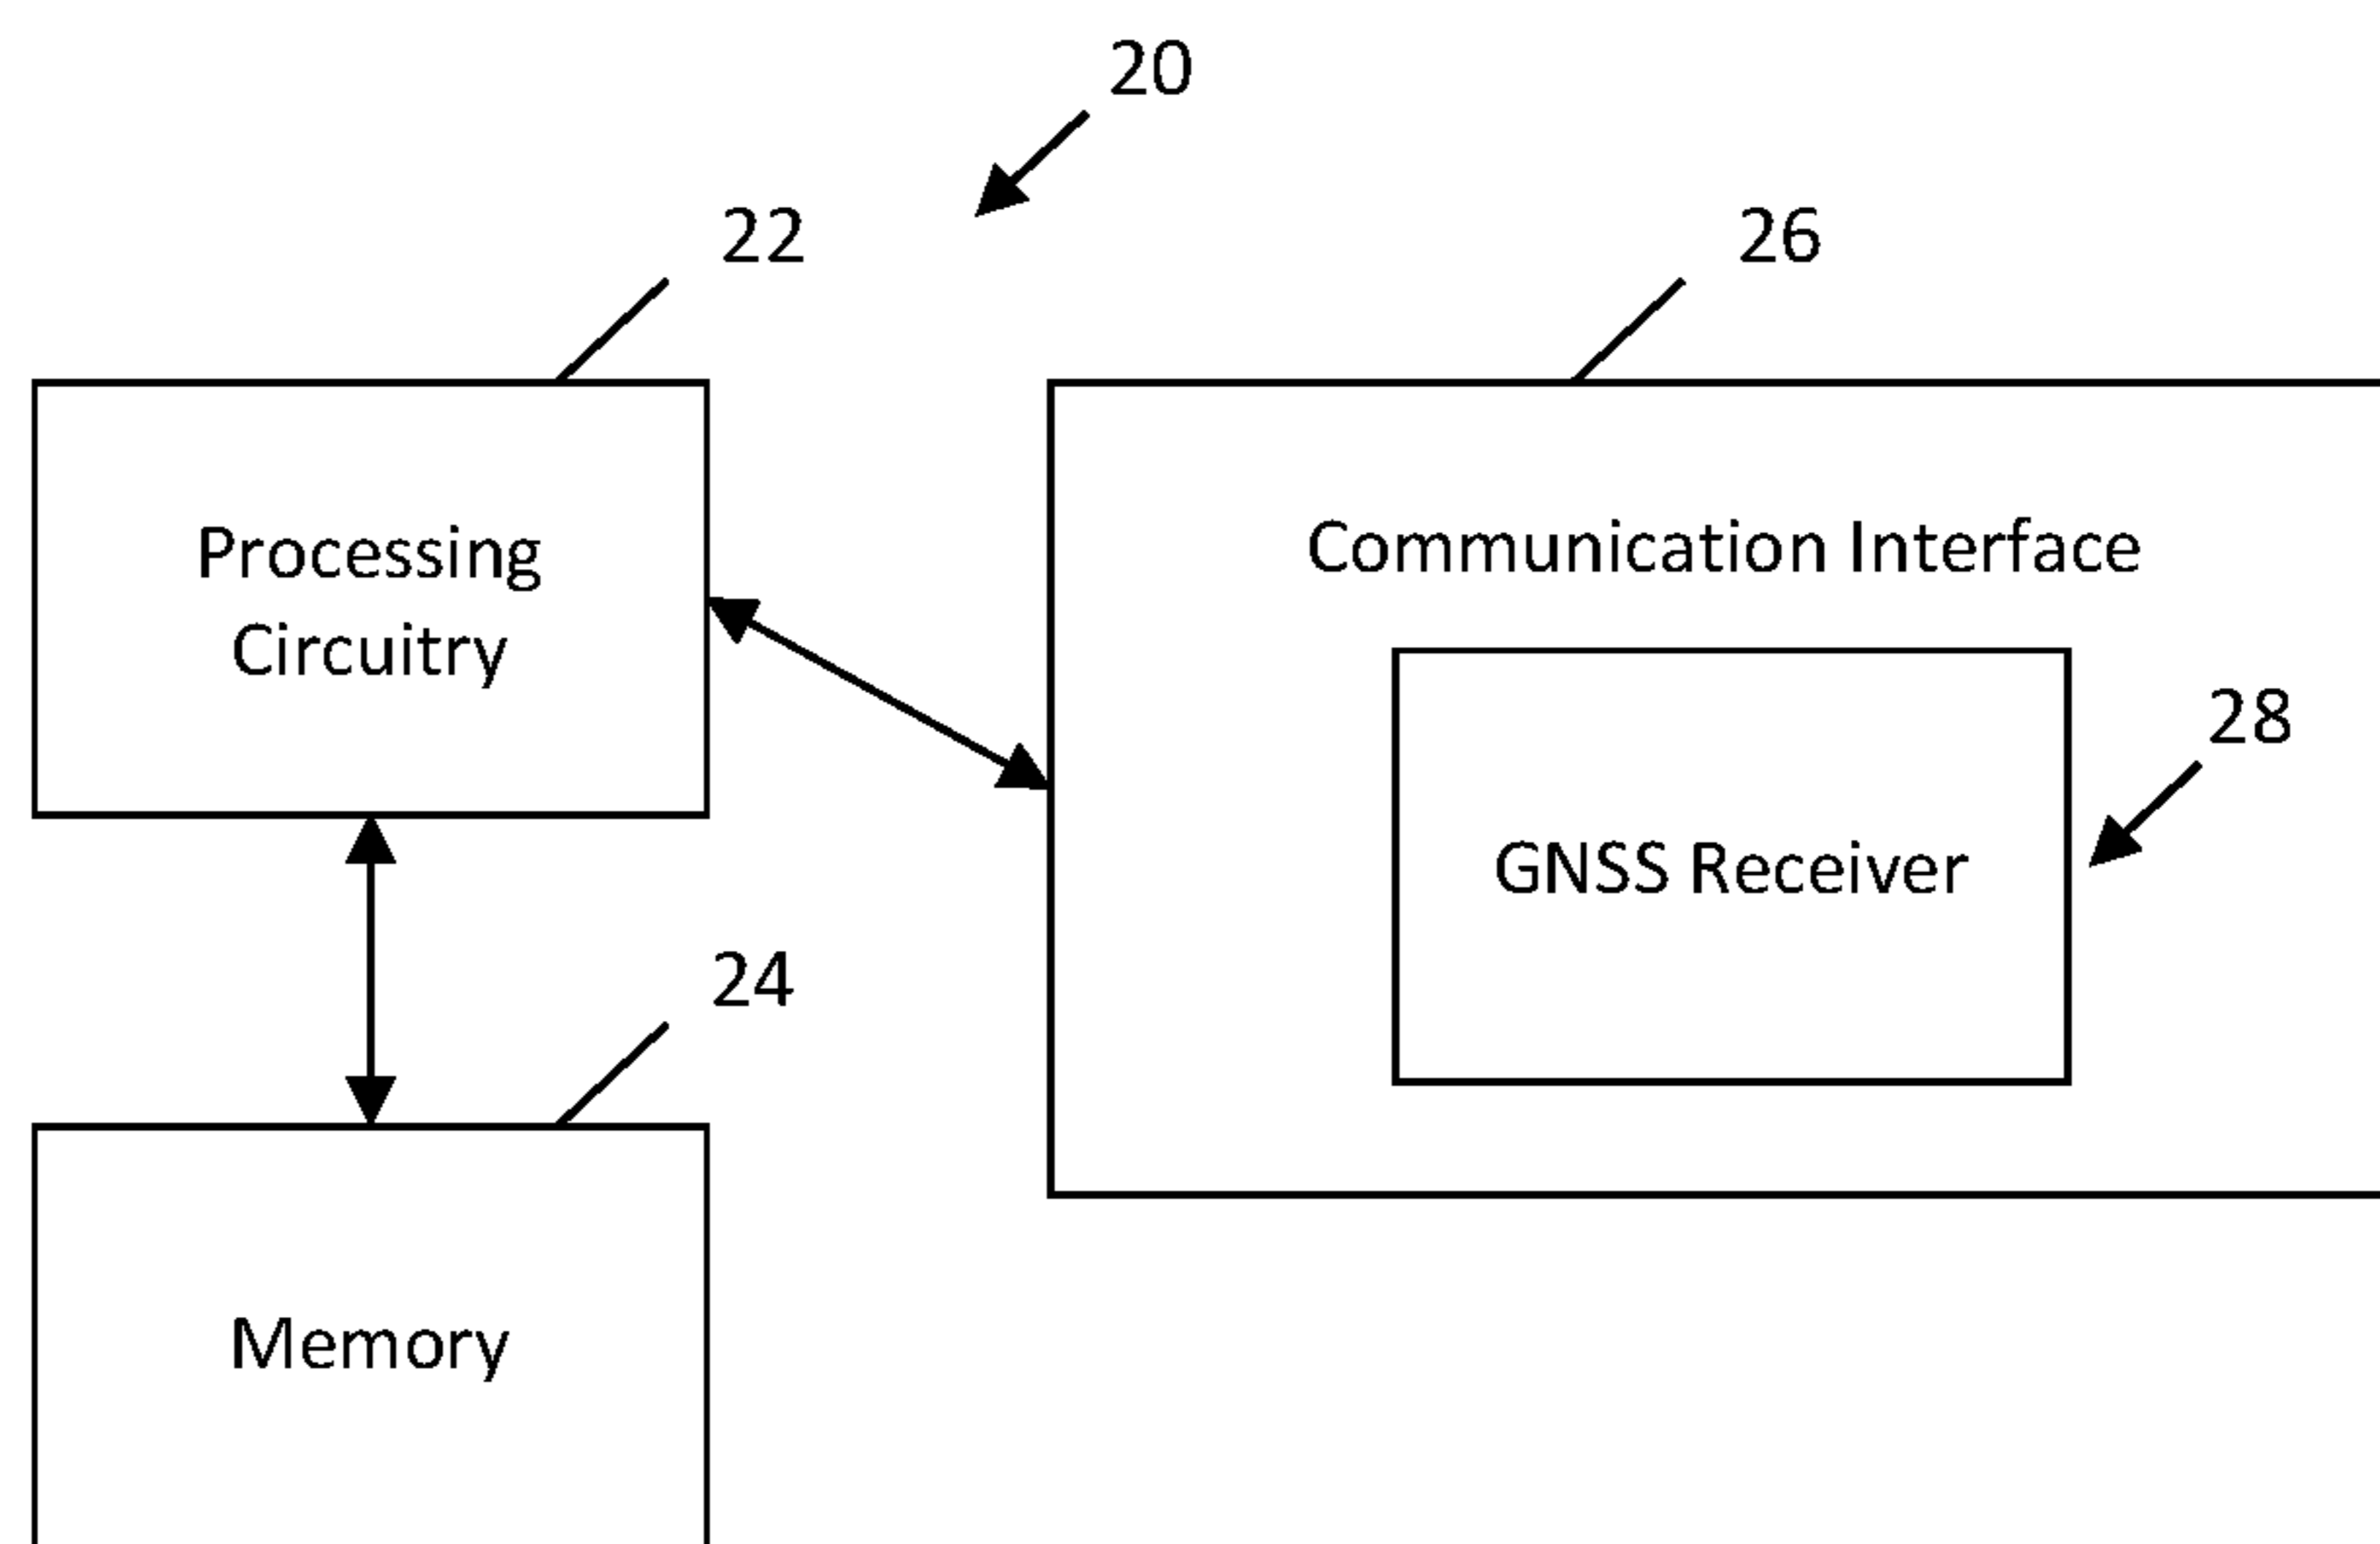 20
22
26
Processing
Circuitry
Communication Interface
28
GNSS Receiver
24
Memory